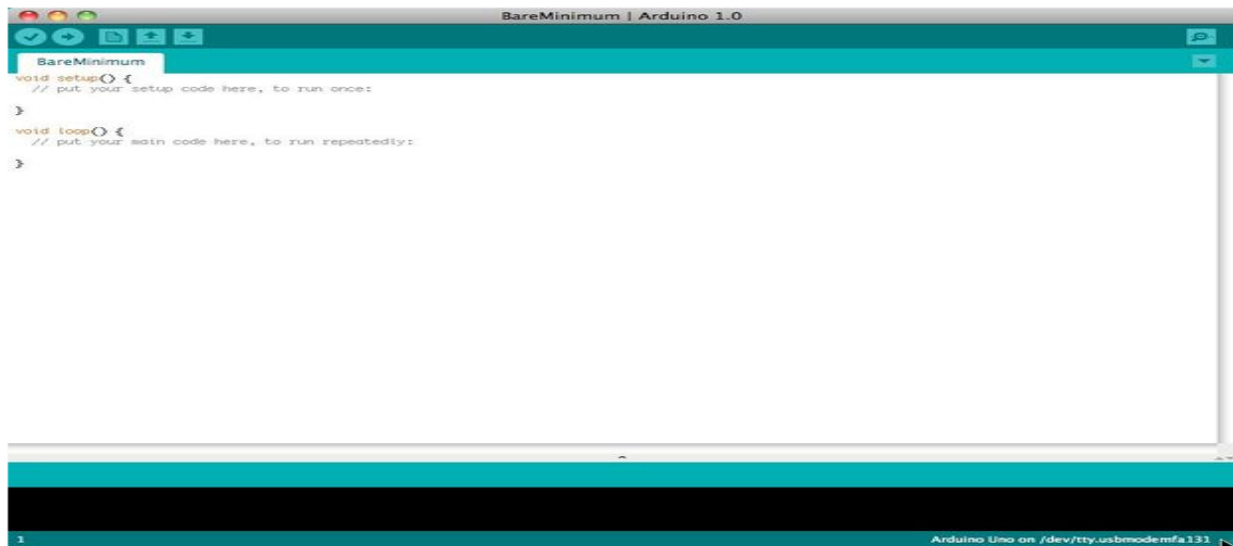 BareMinimum | Arduino 1.0
BareMinimum
void setup() {
// put your setup code here, to run once:
}
void loop() {
// put your main code here, to run repeatedly:
}
1
Arduino Uno on /dev/tty.usbmodemfa131